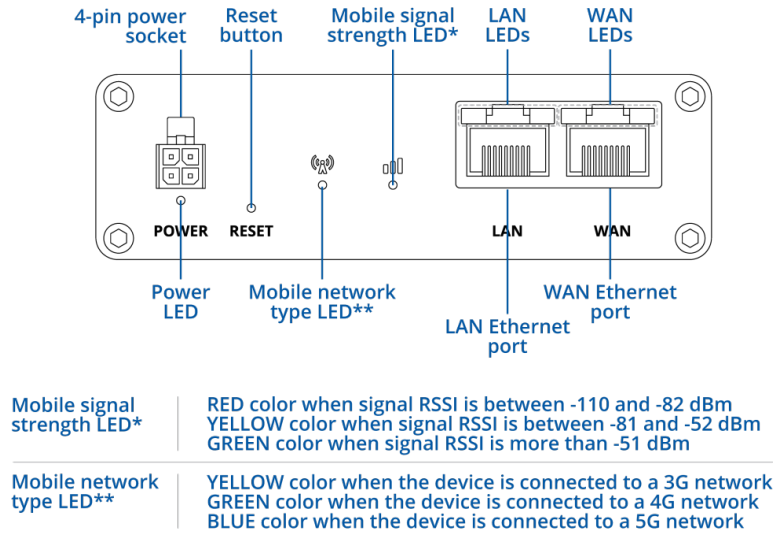 4-pin power
socket
Reset
button
Mobile signal
strength LED*
LAN
LEDs
WAN
LEDs
POWER
RESET
LAN
WAN
Power
LED
Mobile network
type LED**
LAN Ethernet
port
WAN Ethernet
port
Mobile signal
strength LED*
RED color when signal RSSI is between -110 and -82 dBm
YELLOW color when signal RSSI is between -81 and -52 dBm
GREEN color when signal RSSI is more than -51 dBm
Mobile network
type LED**
YELLOW color when the device is connected to a 3G network
GREEN color when the device is connected to a 4G network
BLUE color when the device is connected to a 5G network